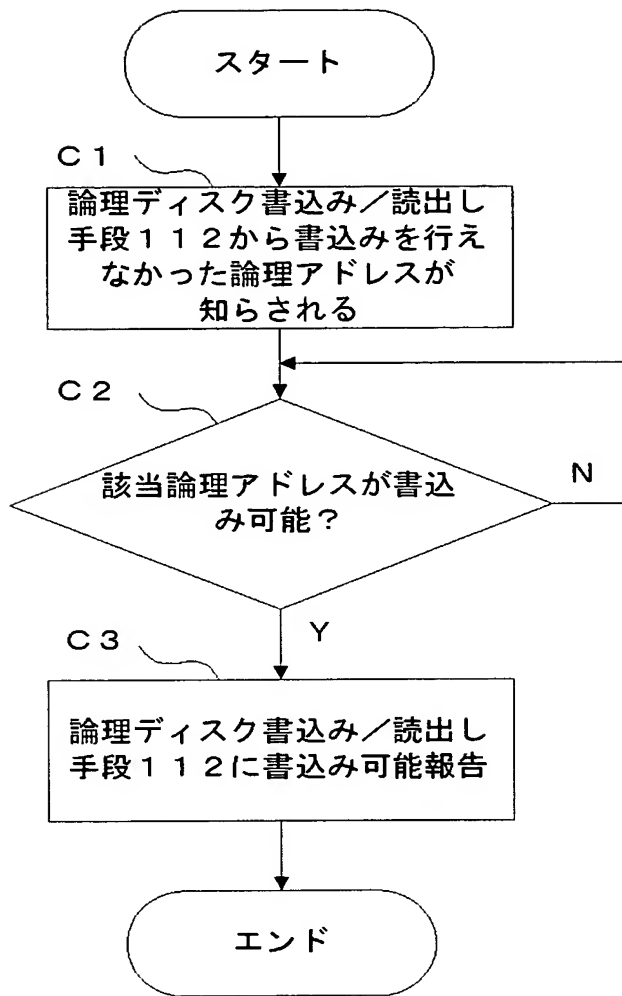 スタート
C1
論理ディスク書込み／読出し
手段112から書込みを行え
なかった論理アドレスが
知らされる
C2
該当論理アドレスが書込
み可能？
N
Y
C3
論理ディスク書込み／読出し
手段112に書込み可能報告
エンド